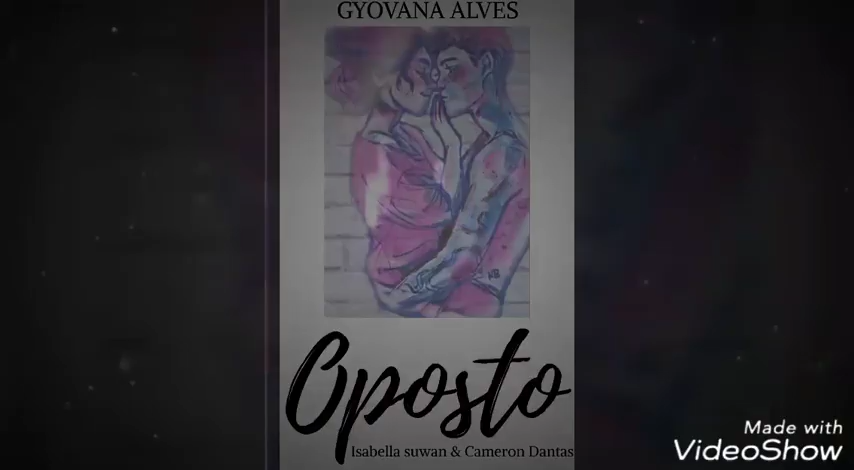 GYOVANA ALVES
Oposto
Isabella suwan & Cameron Dantas
Made with
VideoShow